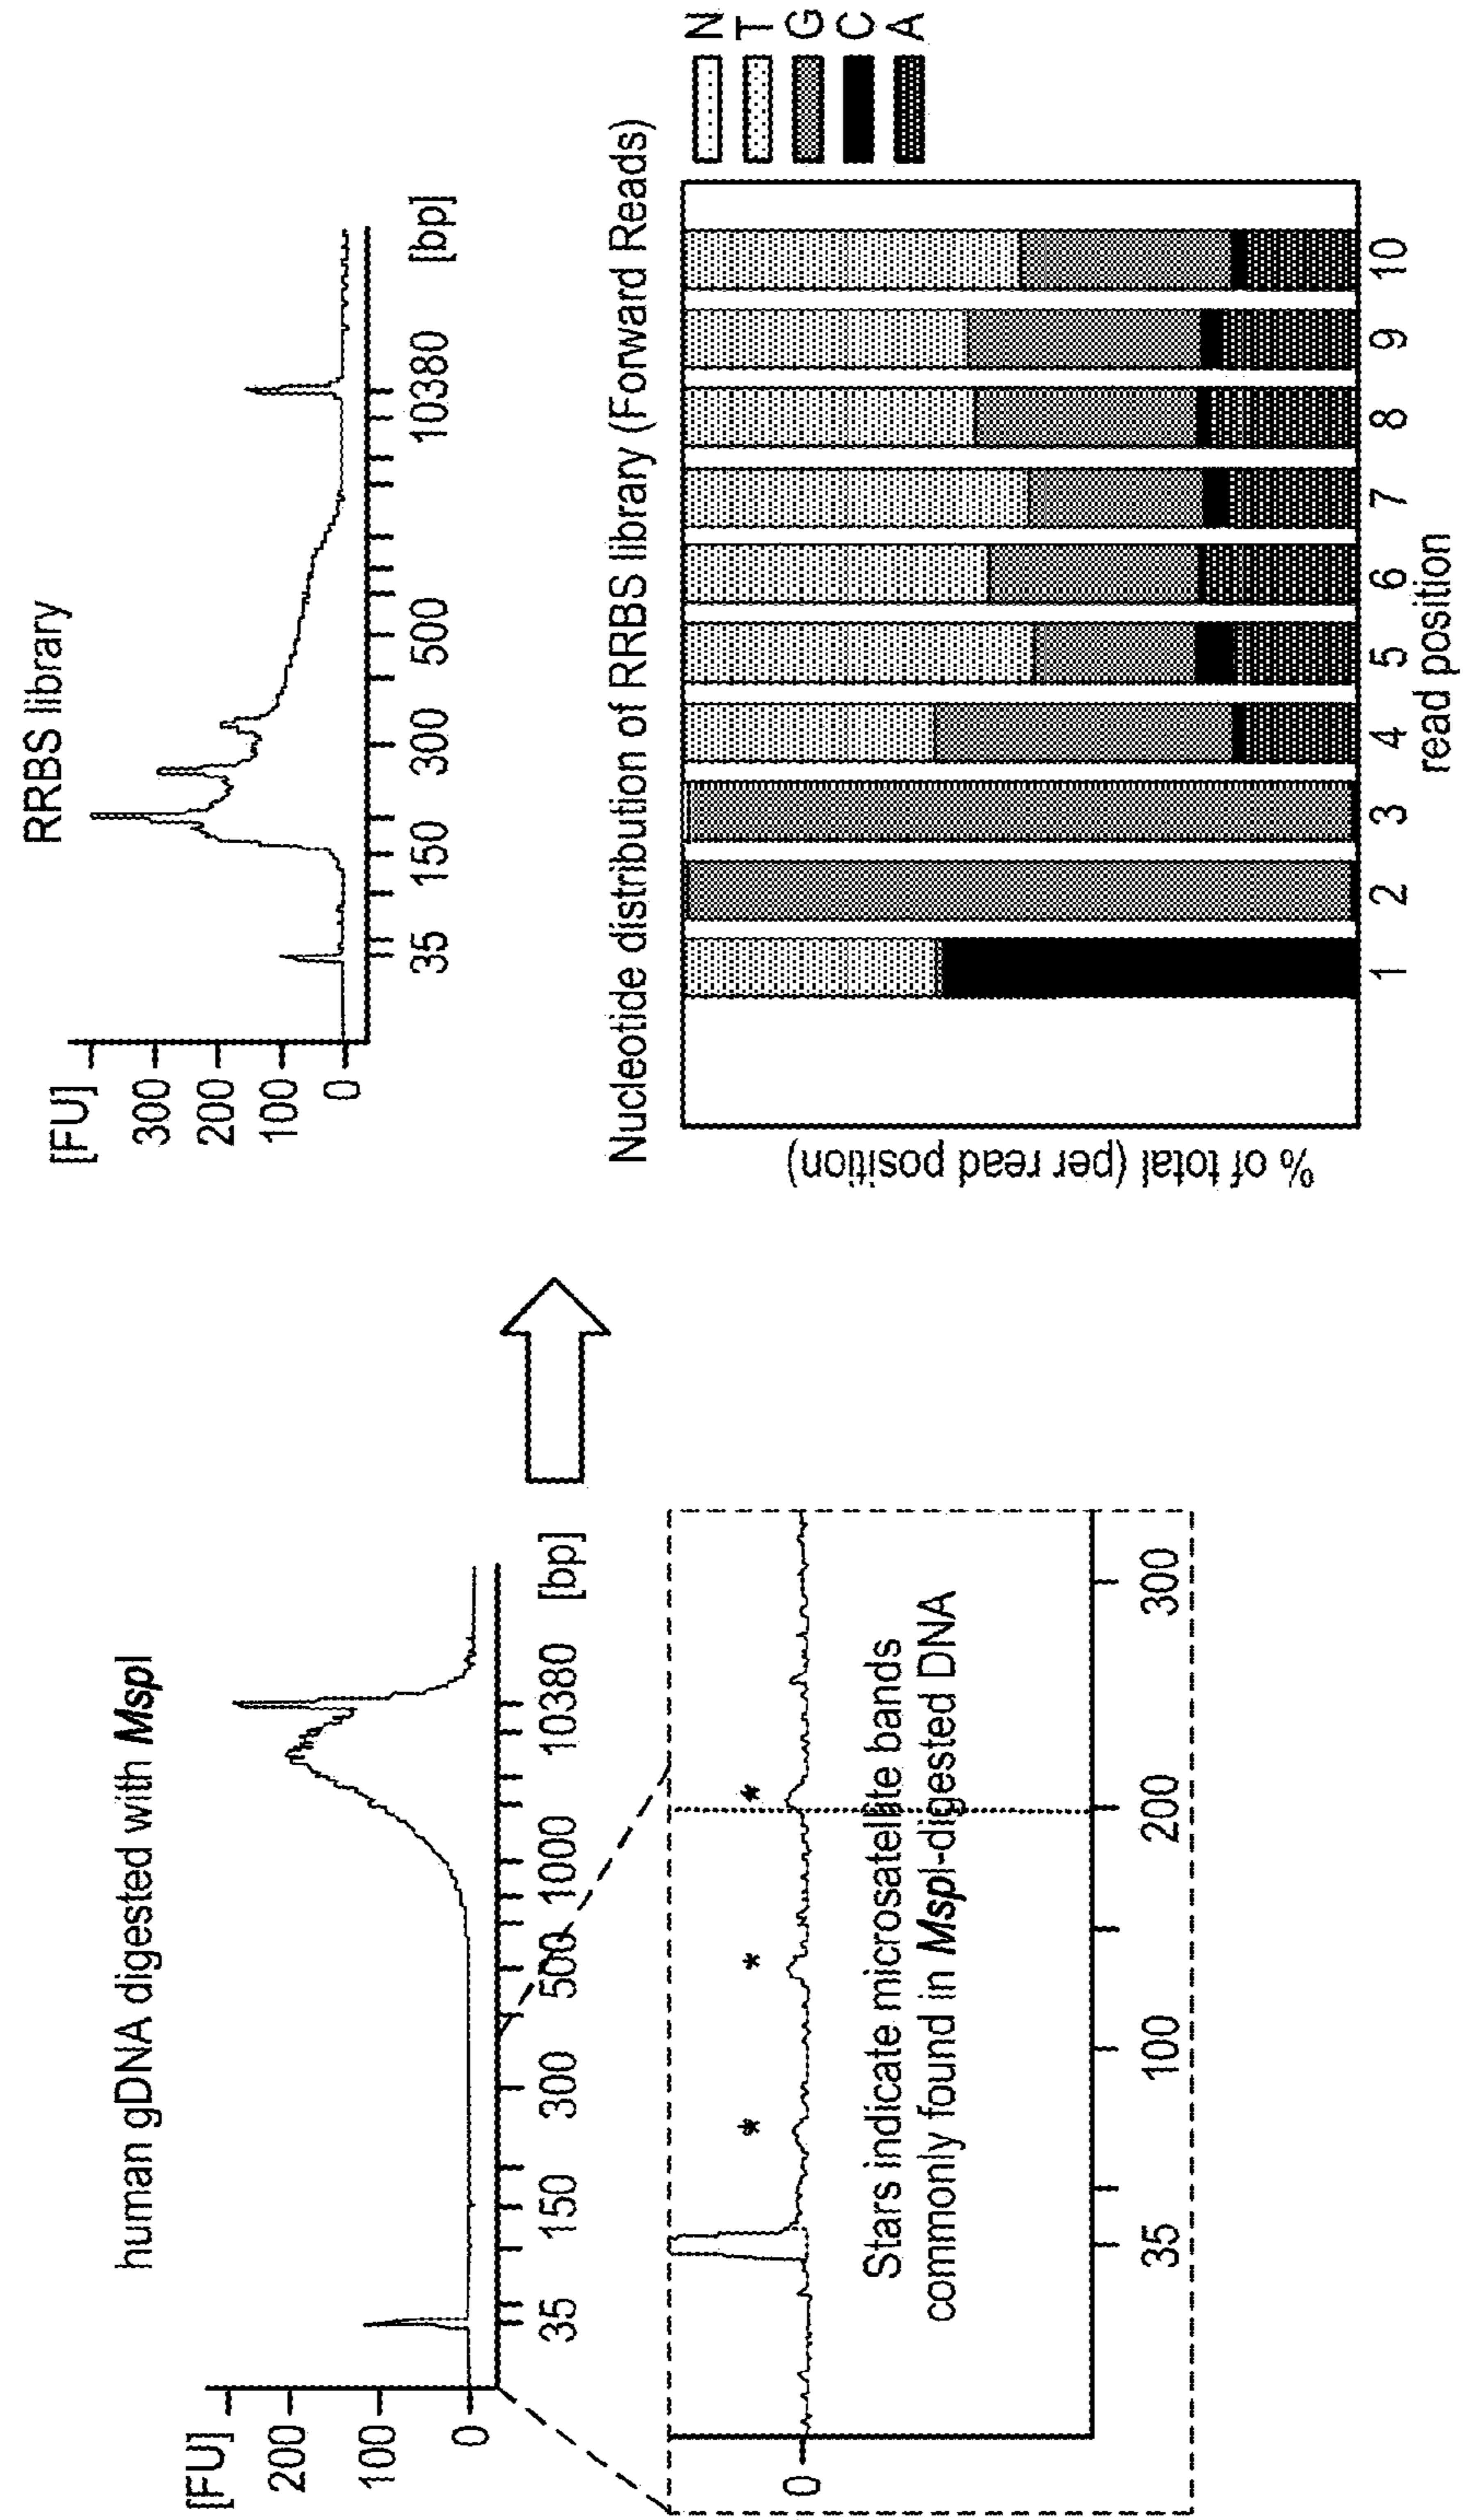 human gDNA digested with MspI
[FU]
200
100
0
35 150 300 500 1000 10380 [bp]
0
* * *
Stars indicate microsatellite bands
commonly found in MspI-digested DNA
35 100 200 300
RRBS library
[FU]
300
200
100
0
35 150 300 500 10380 [bp]
Nucleotide distribution of RRBS library (Forward Reads)
% of total (per read position)
1 2 3 4 5 6 7 8 9 10
read position
N
T
G
C
A